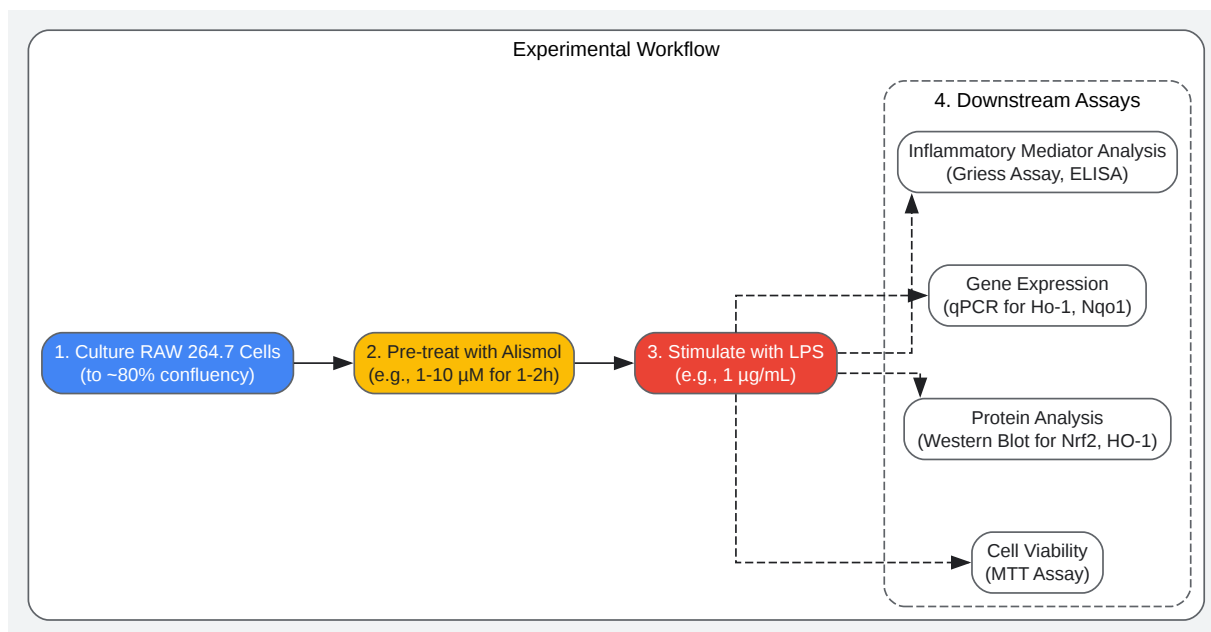 Experimental Workflow
1. Culture RAW 264.7 Cells
(to ~80% confluency)
2. Pre-treat with Alismol
(e.g., 1-10 µM for 1-2h)
3. Stimulate with LPS
(e.g., 1 µg/mL)
4. Downstream Assays
Inflammatory Mediator Analysis
(Griess Assay, ELISA)
Gene Expression
(qPCR for Ho-1, Nqo1)
Protein Analysis
(Western Blot for Nrf2, HO-1)
Cell Viability
(MTT Assay)